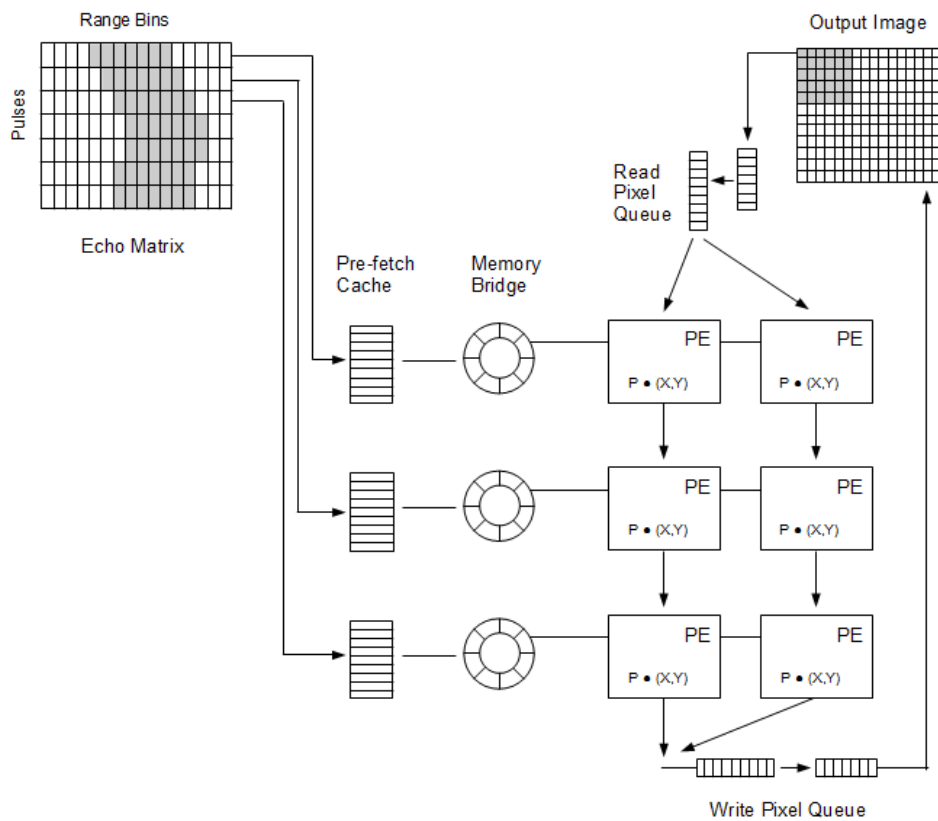 Range Bins
Output Image
Pulses
Read
Pixel
Queue
Echo Matrix
Pre-fetch
Cache
Memory
Bridge
PE
PE
P ● (X,Y)
P ● (X,Y)
PE
PE
P ● (X,Y)
P ● (X,Y)
PE
PE
P ● (X,Y)
P ● (X,Y)
Write Pixel Queue